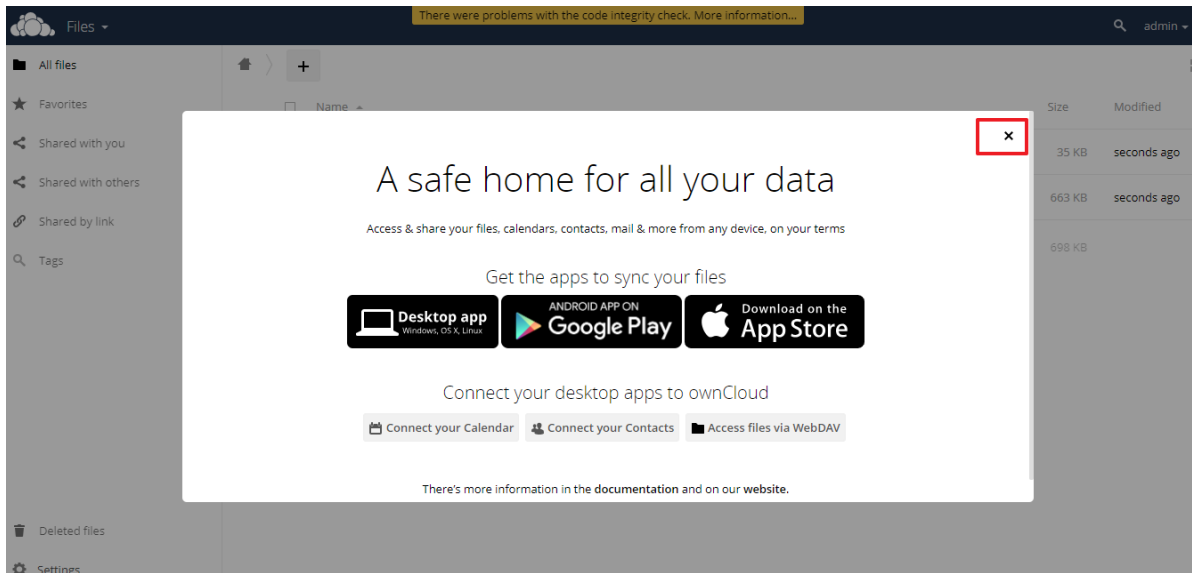 There were problems with the code integrity check. More information...
Files
admin
All files
Name
Size
Modified
Favorites
Shared with you
35 KB
seconds ago
Shared with others
663 KB
seconds ago
Shared by link
698 KB
Tags
A safe home for all your data
Access & share your files, calendars, contacts, mail & more from any device, on your terms
Get the apps to sync your files
Desktop app
Windows, OS X, Linux
ANDROID APP ON
Google Play
Download on the
App Store
Connect your desktop apps to ownCloud
Connect your Calendar
Connect your Contacts
Access files via WebDAV
There's more information in the documentation and on our website.
Deleted files
Settings